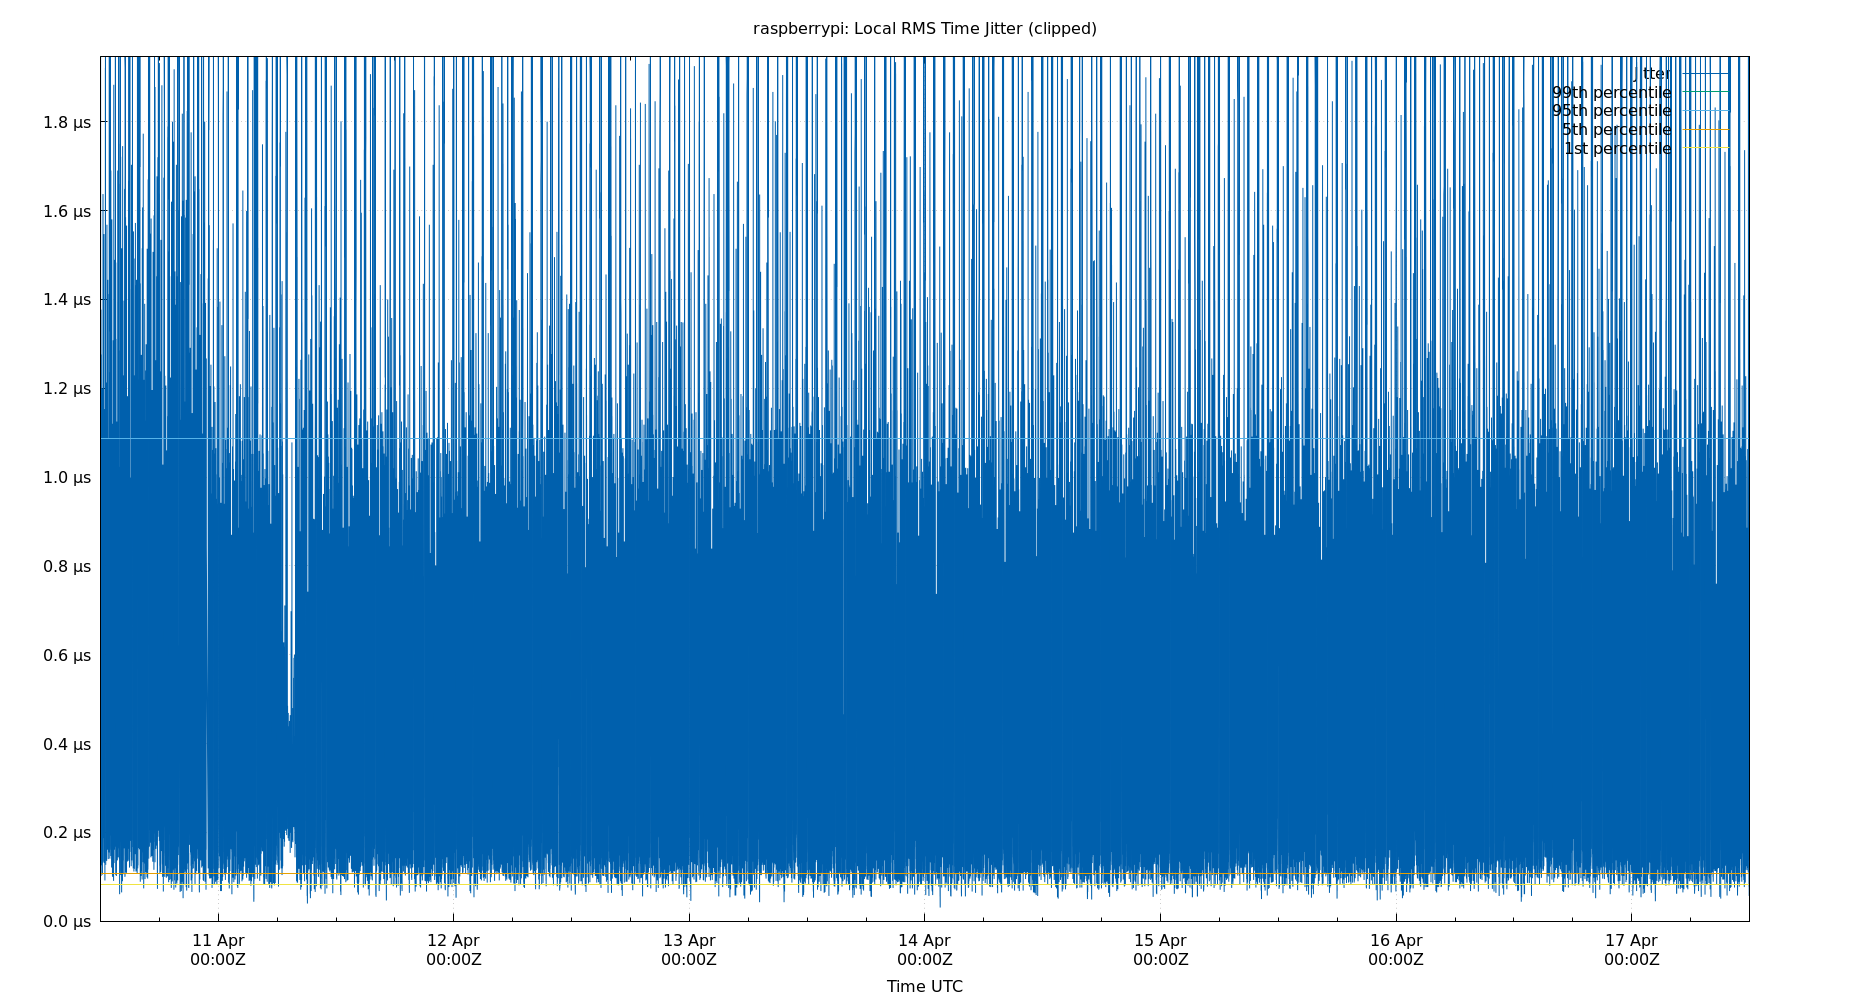 raspberrypi: Local RMS Time Jitter (clipped)
jitter
99th percentile
95th percentile
5th percentile
1st percentile
1.8 µs
1.6 µs
1.4 µs
1.2 µs
1.0 µs
0.8 µs
0.6 µs
0.4 µs
0.2 µs
0.0 µs
11 Apr
00:00Z
12 Apr
00:00Z
13 Apr
00:00Z
14 Apr
00:00Z
15 Apr
00:00Z
16 Apr
00:00Z
17 Apr
00:00Z
Time UTC